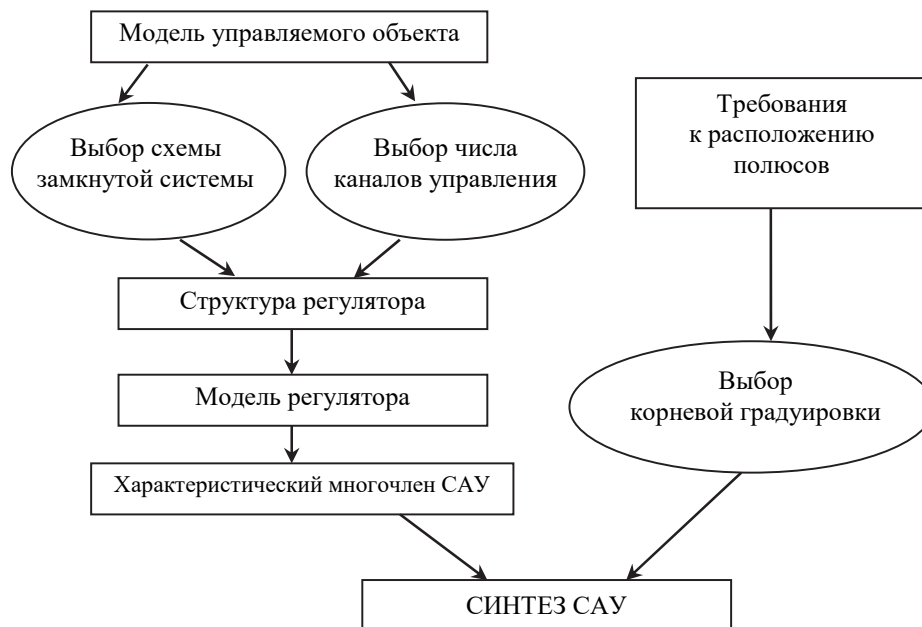 Модель управляемого объекта
Выбор схемы
замкнутой системы
Выбор числа
каналов управления
Требования
к расположению
полюсов
Структура регулятора
Модель регулятора
Выбор
корневой градуировки
Характеристический многочлен САУ
СИНТЕЗ САУ